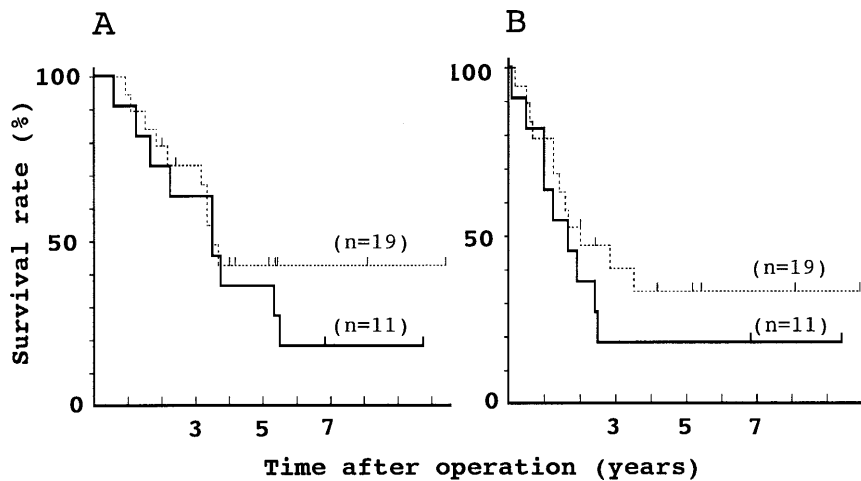 A
B
100
100
Survival rate (%)
50
50
(n=19)
(n=19)
(n=11)
(n=11)
0
0
3 5 7
3 5 7
Time after operation (years)